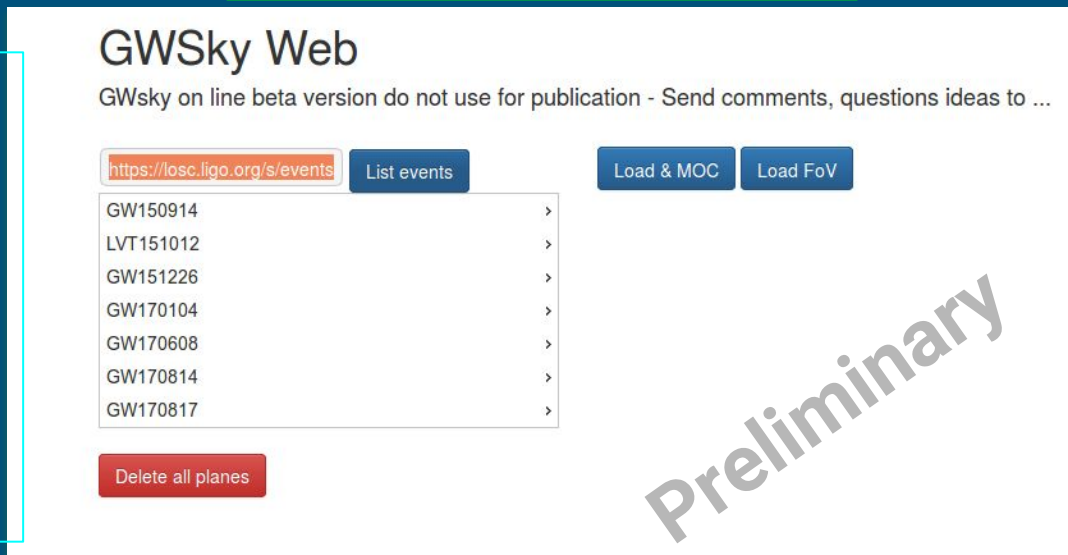 GWSky Web
GWsky on line beta version do not use for publication - Send comments, questions ideas to ...
https://losc.ligo.org/s/events
List events
Load & MOC
Load FoV
GW150914
LVT151012
GW151226
GW170104
GW170608
GW170814
GW170817
Delete all planes
Preliminary